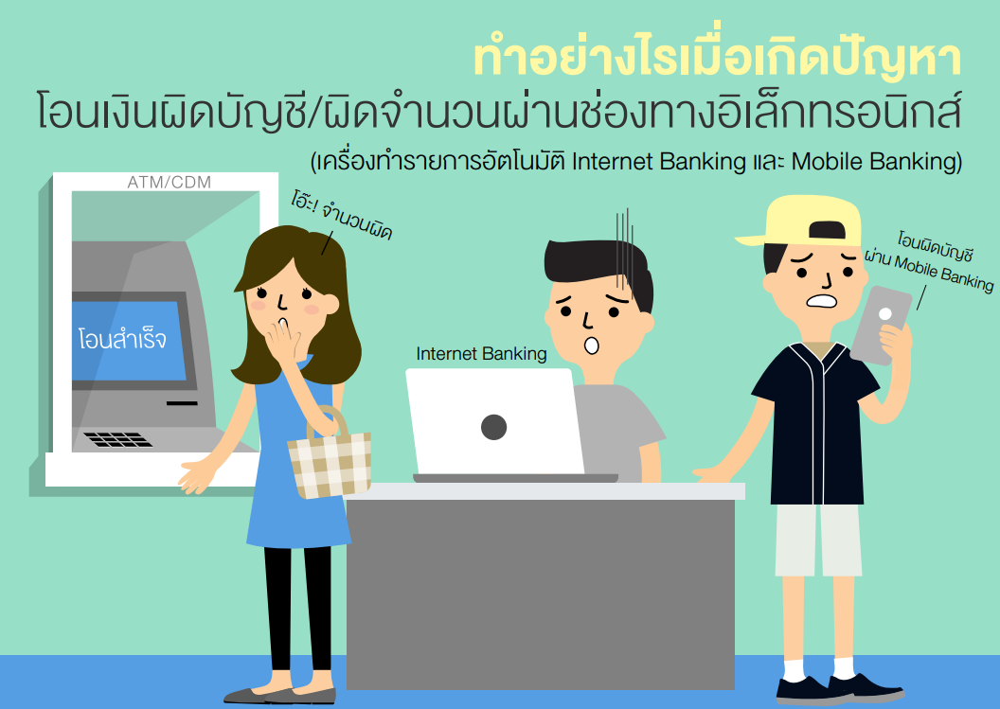 ทำอย่างไรเมื่อเกิดปัญหา
โอนเงินผิดบัญชี/ผิดจำนวนผ่านช่องทางอิเล็กทรอนิกส์
(เครื่องทำรายการอัตโนมัติ Internet Banking และ Mobile Banking)
ATM/CDM
โอ๊ะ! จำนวนผิด
โอนผิดบัญชี
ผ่าน Mobile Banking
โอนสำเร็จ
Internet Banking